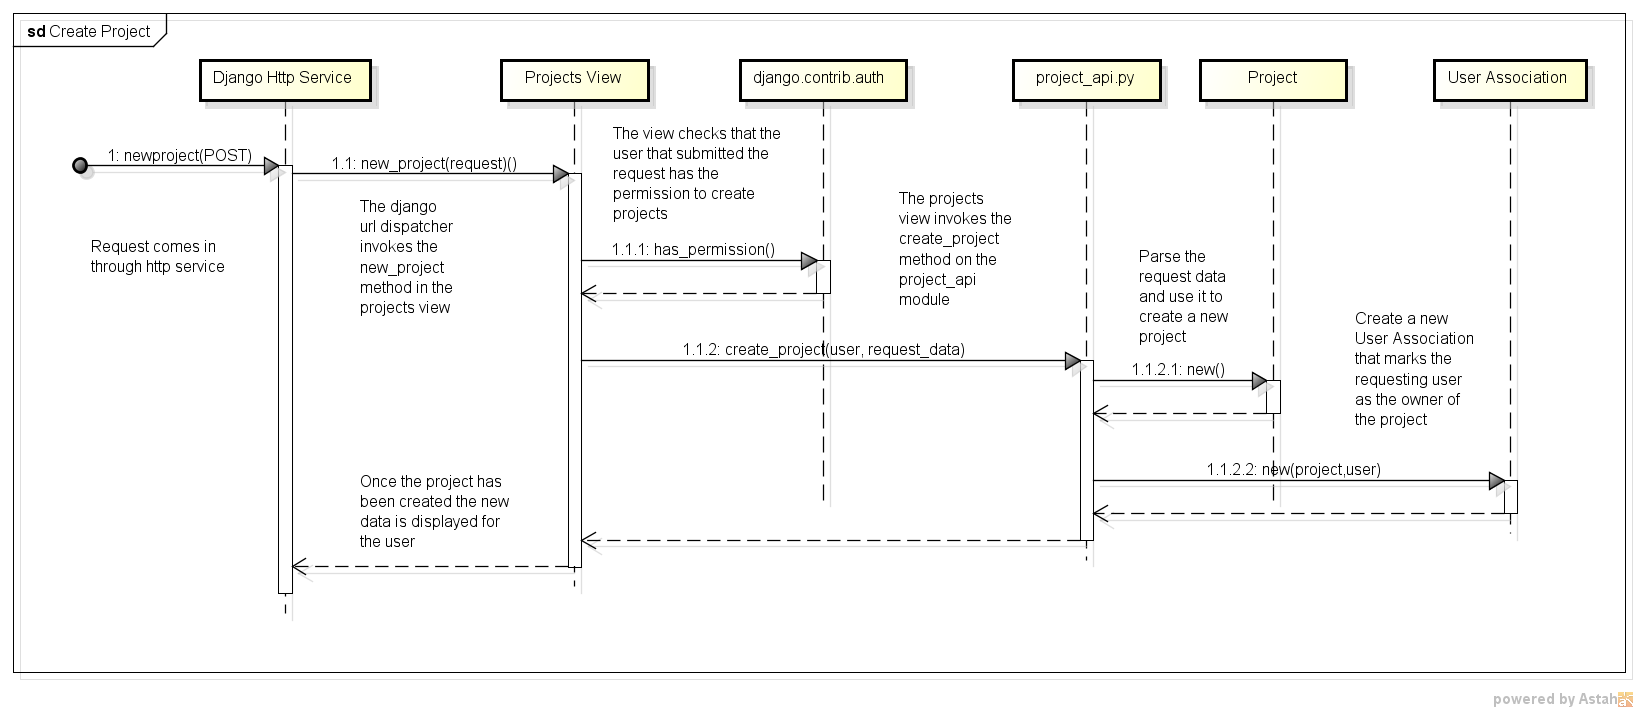 sd Create Project
Django Http Service
Projects View
django.contrib.auth
project_api.py
Project
User Association
1: newproject(POST)
1.1: new_project(request)()
The view checks that the
user that submitted the
request has the
permission to create
projects
The django
url dispatcher
invokes the
new_project
method in the
projects view
Request comes in
through http service
1.1.1: has_permission()
The projects
view invokes the
create_project
method on the
project_api
module
Parse the
request data
and use it to
create a new
project
Create a new
User Association
that marks the
requesting user
as the owner of
the project
1.1.2: create_project(user, request_data)
1.1.2.1: new()
1.1.2.2: new(project,user)
Once the project has
been created the new
data is displayed for
the user
powered by Astah